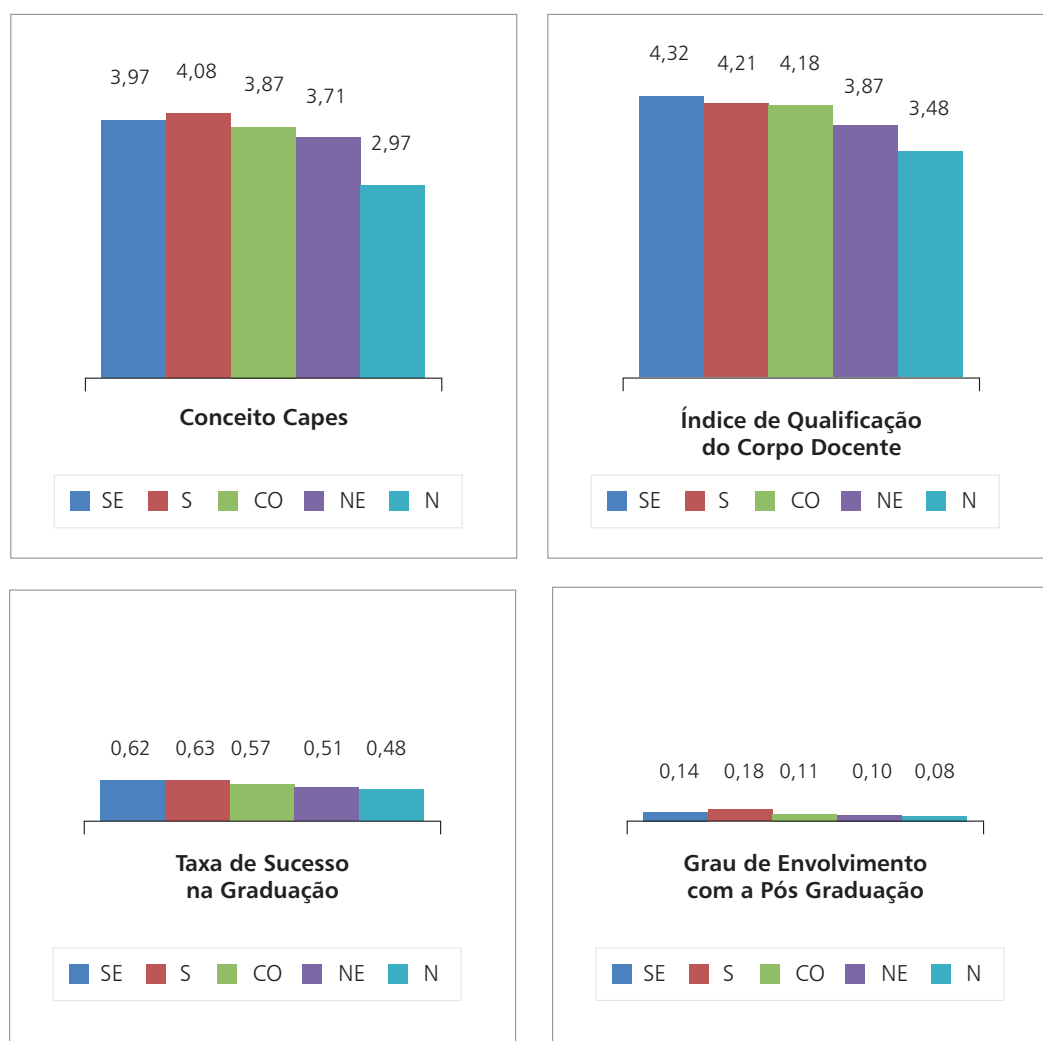 3,97 4,08 3,87 3,71 2,97
Conceito Capes
SE S CO NE N
4,32 4,21 4,18 3,87 3,48
Índice de Qualificação
do Corpo Docente
SE S CO NE N
0,62 0,63 0,57 0,51 0,48
Taxa de Sucesso
na Graduação
SE S CO NE N
0,14 0,18 0,11 0,10 0,08
Grau de Envolvimento
com a Pós Graduação
SE S CO NE N